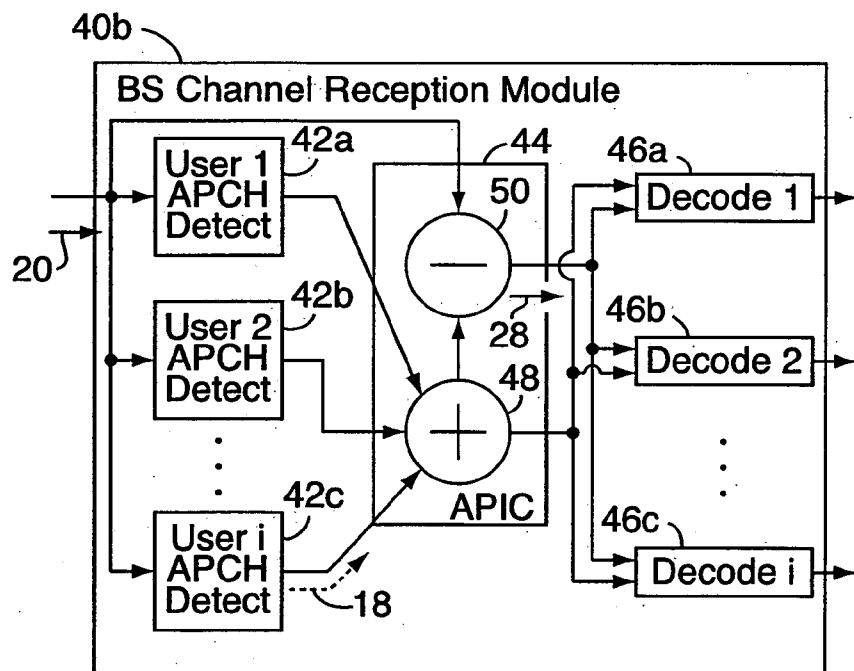 40b
BS Channel Reception Module
42a
User 1
APCH
Detect
20
42b
User 2
APCH
Detect
42c
User i
APCH
Detect
18
44
50
−
28
48
+
APIC
46a
Decode 1
46b
Decode 2
46c
Decode i